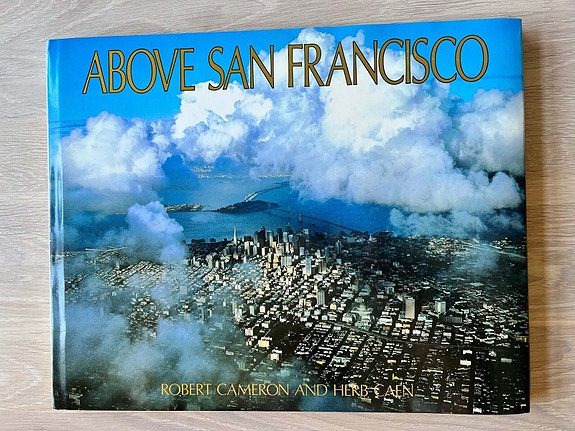 ABOVE SAN FRANCISCO
ROBERT CAMERON AND HERB CAEN